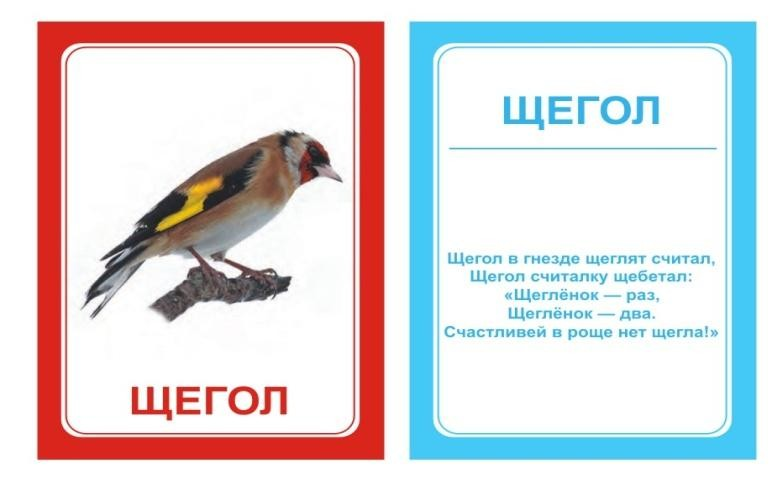 ЩЕГОЛ
ЩЕГОЛ
Щегол в гнезде щеглят считал,
Щегол считалку щебетал:
«Щеглёнок — раз,
Щеглёнок — два.
Счастливей в роще нет щегла!»